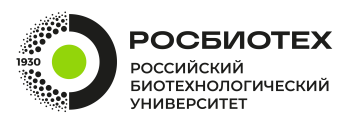 1930
РОСБИОТЕХ
РОССИЙСКИЙ
БИОТЕХНОЛОГИЧЕСКИЙ
УНИВЕРСИТЕТ